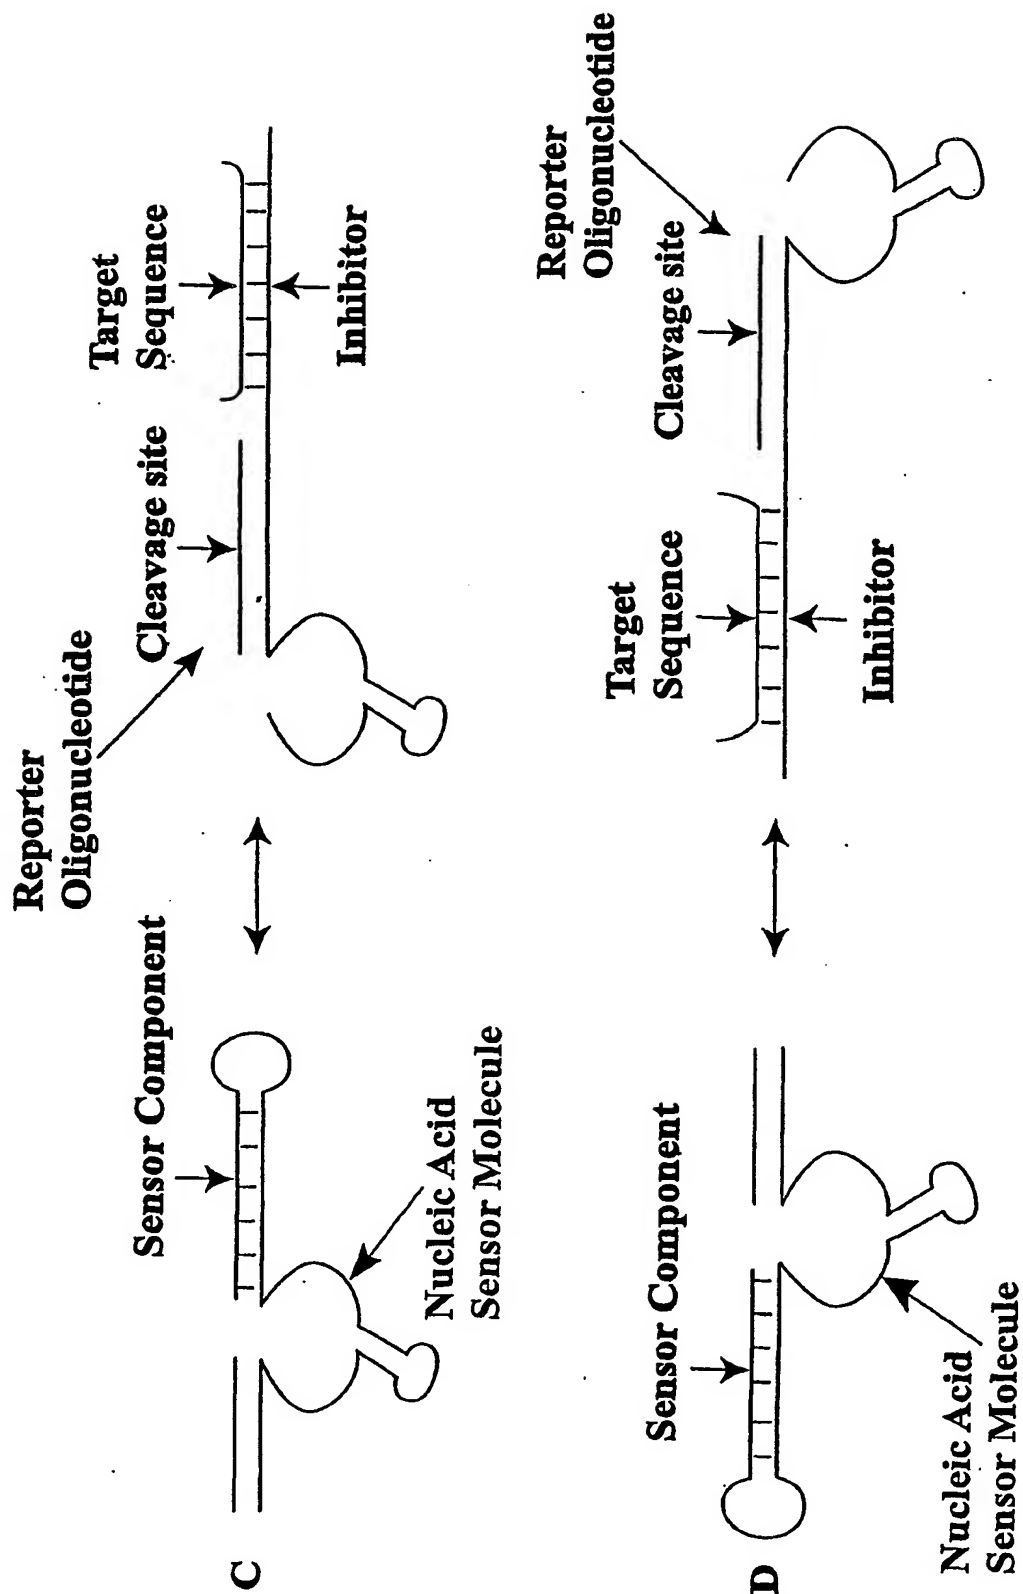 C
Sensor Component
Nucleic Acid
Sensor Molecule
Reporter
Oligonucleotide
Cleavage site
Target
Sequence
Inhibitor
D
Sensor Component
Nucleic Acid
Sensor Molecule
Target
Sequence
Inhibitor
Reporter
Oligonucleotide
Cleavage site